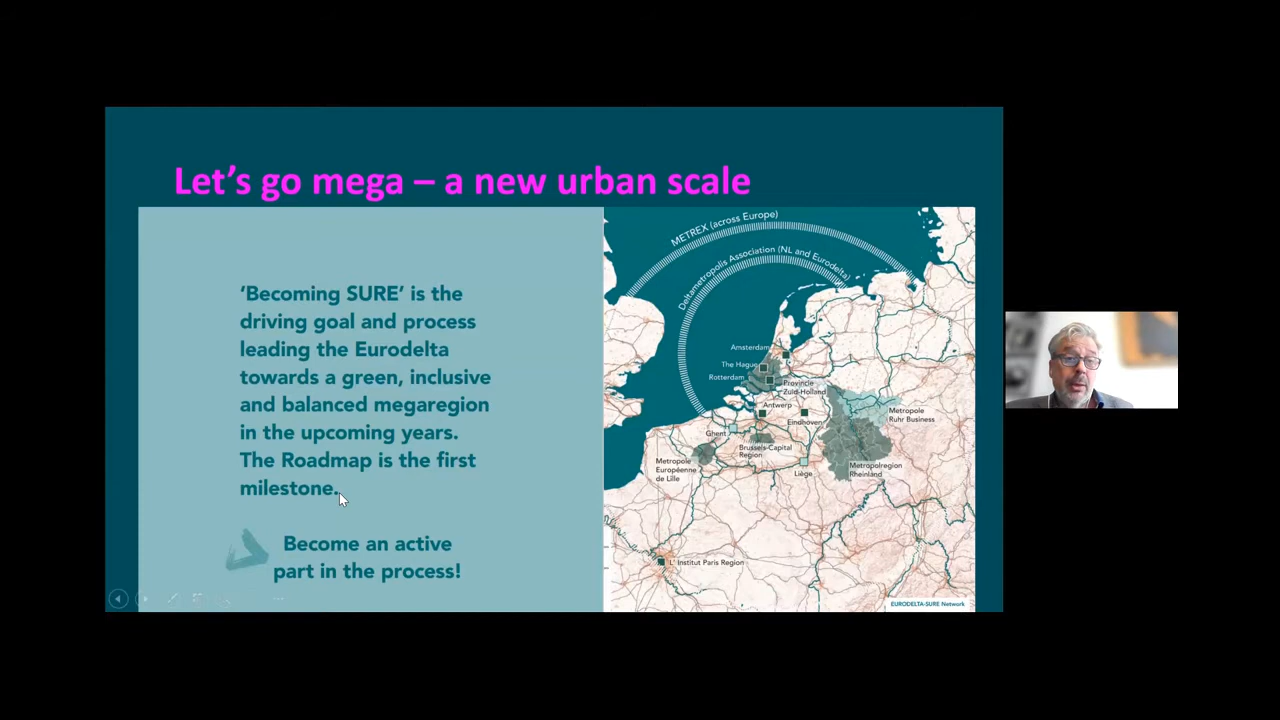 Let's go mega – a new urban scale
'Becoming SURE' is the
driving goal and process
leading the Eurodelta
towards a green, inclusive
and balanced megaregion
in the upcoming years.
The Roadmap is the first
milestone.
Become an active
part in the process!
METREX (across Europe)
Deltametropolis Association (NL and Eurodelta)
Amsterdam
The Hague
Rotterdam
Provincie
Zuid-Holland
Antwerp
Eindhoven
Ghent
Brussels-Capital
Region
Metropole
Ruhr Business
Metropole
Européenne
de Lille
Liège
Metropolregion
Rheinland
L' Institut Paris Region
EURODELTA-SURE Network